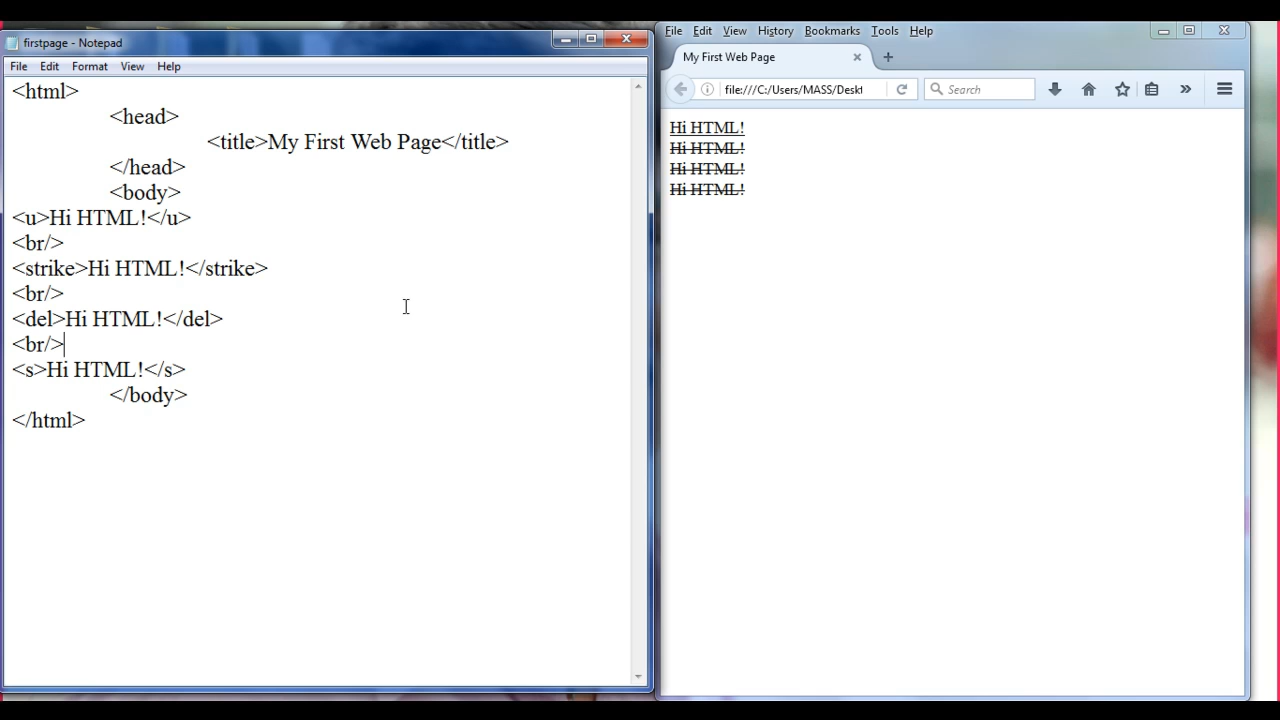 firstpage - Notepad
File Edit Format View Help
<html>
<head>
<title>My First Web Page</title>
</head>
<body>
<u>Hi HTML!</u>
<br/>
<strike>Hi HTML!</strike>
<br/>
<del>Hi HTML!</del>
<br/>
<s>Hi HTML!</s>
</body>
</html>
File Edit View History Bookmarks Tools Help
My First Web Page
file:///C:/Users/MASS/Deskt
Search
Hi HTML!
Hi HTML!
Hi HTML!
Hi HTML!